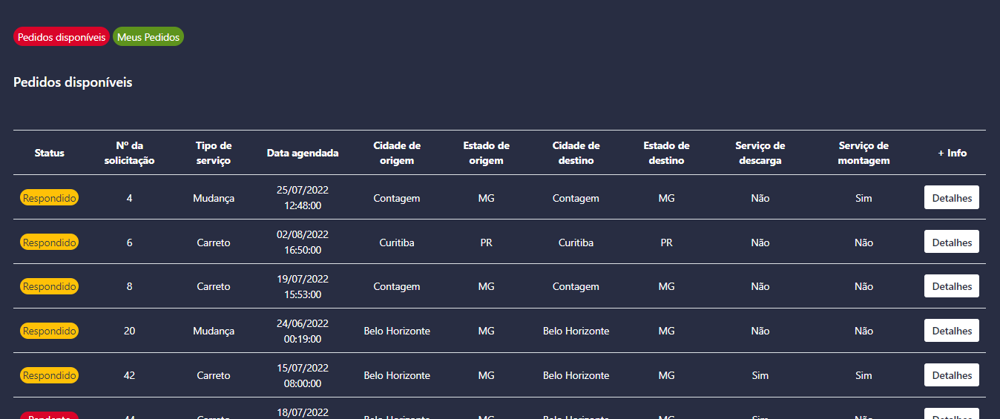 Pedidos disponíveis Meus Pedidos
Pedidos disponíveis
Status Nº da solicitação Tipo de serviço Data agendada Cidade de origem Estado de origem Cidade de destino Estado de destino Serviço de descarga Serviço de montagem + Info
Respondido 4 Mudança 25/07/2022 12:48:00 Contagem MG Contagem MG Não Sim Detalhes
Respondido 6 Carreto 02/08/2022 16:50:00 Curitiba PR Curitiba PR Não Não Detalhes
Respondido 8 Carreto 19/07/2022 15:53:00 Contagem MG Contagem MG Não Não Detalhes
Respondido 20 Mudança 24/06/2022 00:19:00 Belo Horizonte MG Belo Horizonte MG Não Não Detalhes
Respondido 42 Carreto 15/07/2022 08:00:00 Belo Horizonte MG Belo Horizonte MG Sim Sim Detalhes
Pendente 44 Carreto 18/07/2022 Belo Horizonte MG Belo Horizonte MG Sim Não Detalhes